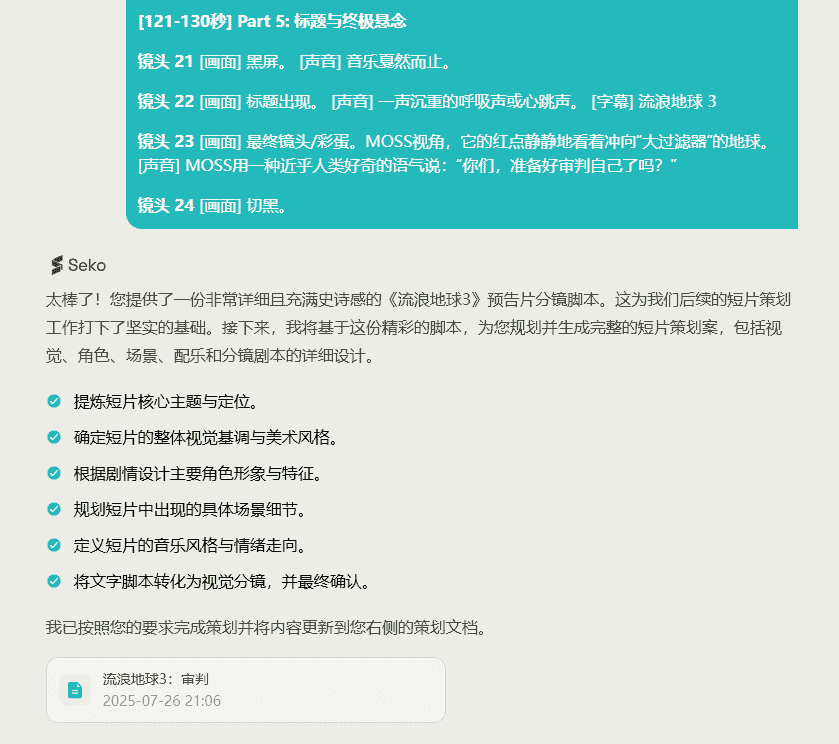 [121-130秒] Part 5: 标题与终极悬念
镜头 21 [画面] 黑屏。 [声音] 音乐戛然而止。
镜头 22 [画面] 标题出现。 [声音] 一声沉重的呼吸声或心跳声。 [字幕] 流浪地球 3
镜头 23 [画面] 最终镜头/彩蛋。MOSS视角，它的红点静静地看着冲向“大过滤器”的地球。
[声音] MOSS用一种近乎人类好奇的语气说：“你们，准备好审判自己了吗？”
镜头 24 [画面] 切黑。
Seko
太棒了！您提供了一份非常详细且充满史诗感的《流浪地球3》预告片分镜脚本。这为我们后续的短片策划
工作打下了坚实的基础。接下来，我将基于这份精彩的脚本，为您规划并生成完整的短片策划案，包括视
觉、角色、场景、配乐和分镜剧本的详细设计。
提炼短片核心主题与定位。
确定短片的整体视觉基调与美术风格。
根据剧情设计主要角色形象与特征。
规划短片中出现的具体场景细节。
定义短片的音乐风格与情绪走向。
将文字脚本转化为视觉分镜，并最终确认。
我已按照您的要求完成策划并将内容更新到您右侧的策划文档。
流浪地球3：审判
2025-07-26 21:06